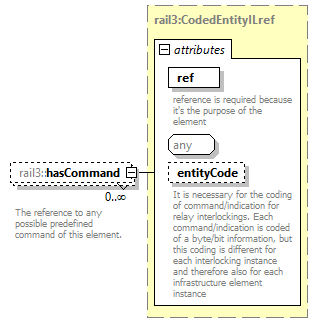 rail3:CodedEntityILref
attributes
ref
reference is required because
it's the purpose of the
element
any
rail3::hasCommand
entityCode
0..∞
The reference to any
possible predefined
command of this element.
It is necessary for the coding
of command/indication for
relay interlockings. Each
command/indication is coded
of a byte/bit information, but
this coding is different for
each interlocking instance
and therefore also for each
infrastructure element
instance